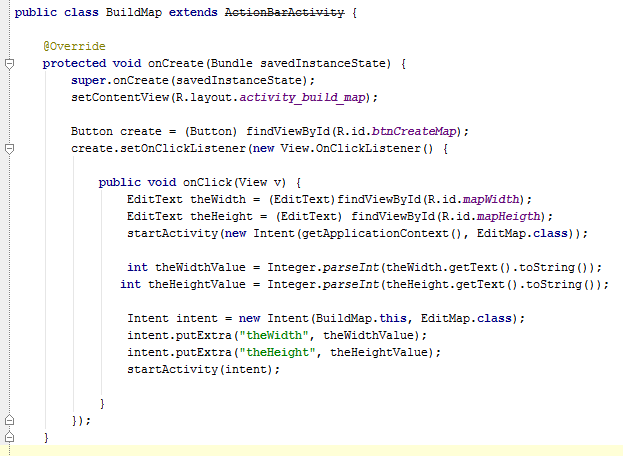 public class BuildMap extends ActionBarActivity {
@Override
protected void onCreate(Bundle savedInstanceState) {
super.onCreate(savedInstanceState);
setContentView(R.layout.activity_build_map);
Button create = (Button) findViewById(R.id.btnCreateMap);
create.setOnClickListener(new View.OnClickListener() {
public void onClick(View v) {
EditText theWidth = (EditText)findViewById(R.id.mapWidth);
EditText theHeight = (EditText) findViewById(R.id.mapHeigth);
startActivity(new Intent(getApplicationContext(), EditMap.class));
int theWidthValue = Integer.parseInt(theWidth.getText().toString());
int theHeightValue = Integer.parseInt(theHeight.getText().toString());
Intent intent = new Intent(BuildMap.this, EditMap.class);
intent.putExtra("theWidth", theWidthValue);
intent.putExtra("theHeight", theHeightValue);
startActivity(intent);
}
});
}